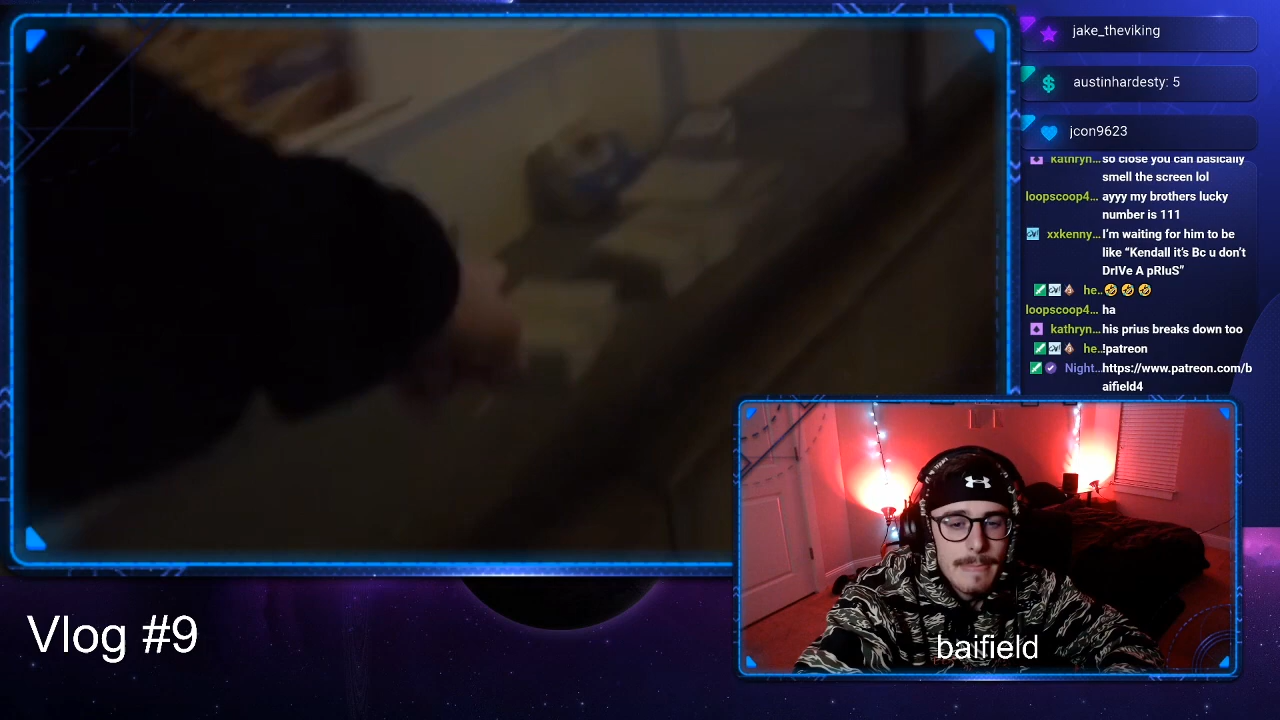 jake_theviking
austinhardesty: 5
jcon9623
kathryn... so close you can basically
smell the screen lol
loopscoop4... ayyy my brothers lucky
number is 111
xxkenny... I'm waiting for him to be
like “Kendall it's Bc u don't
DrIVe A pRIuS”
he..
loopscoop4... ha
kathryn... his prius breaks down too
he..!patreon
Night...https://www.patreon.com/b
aifield4
Vlog #9
baifield